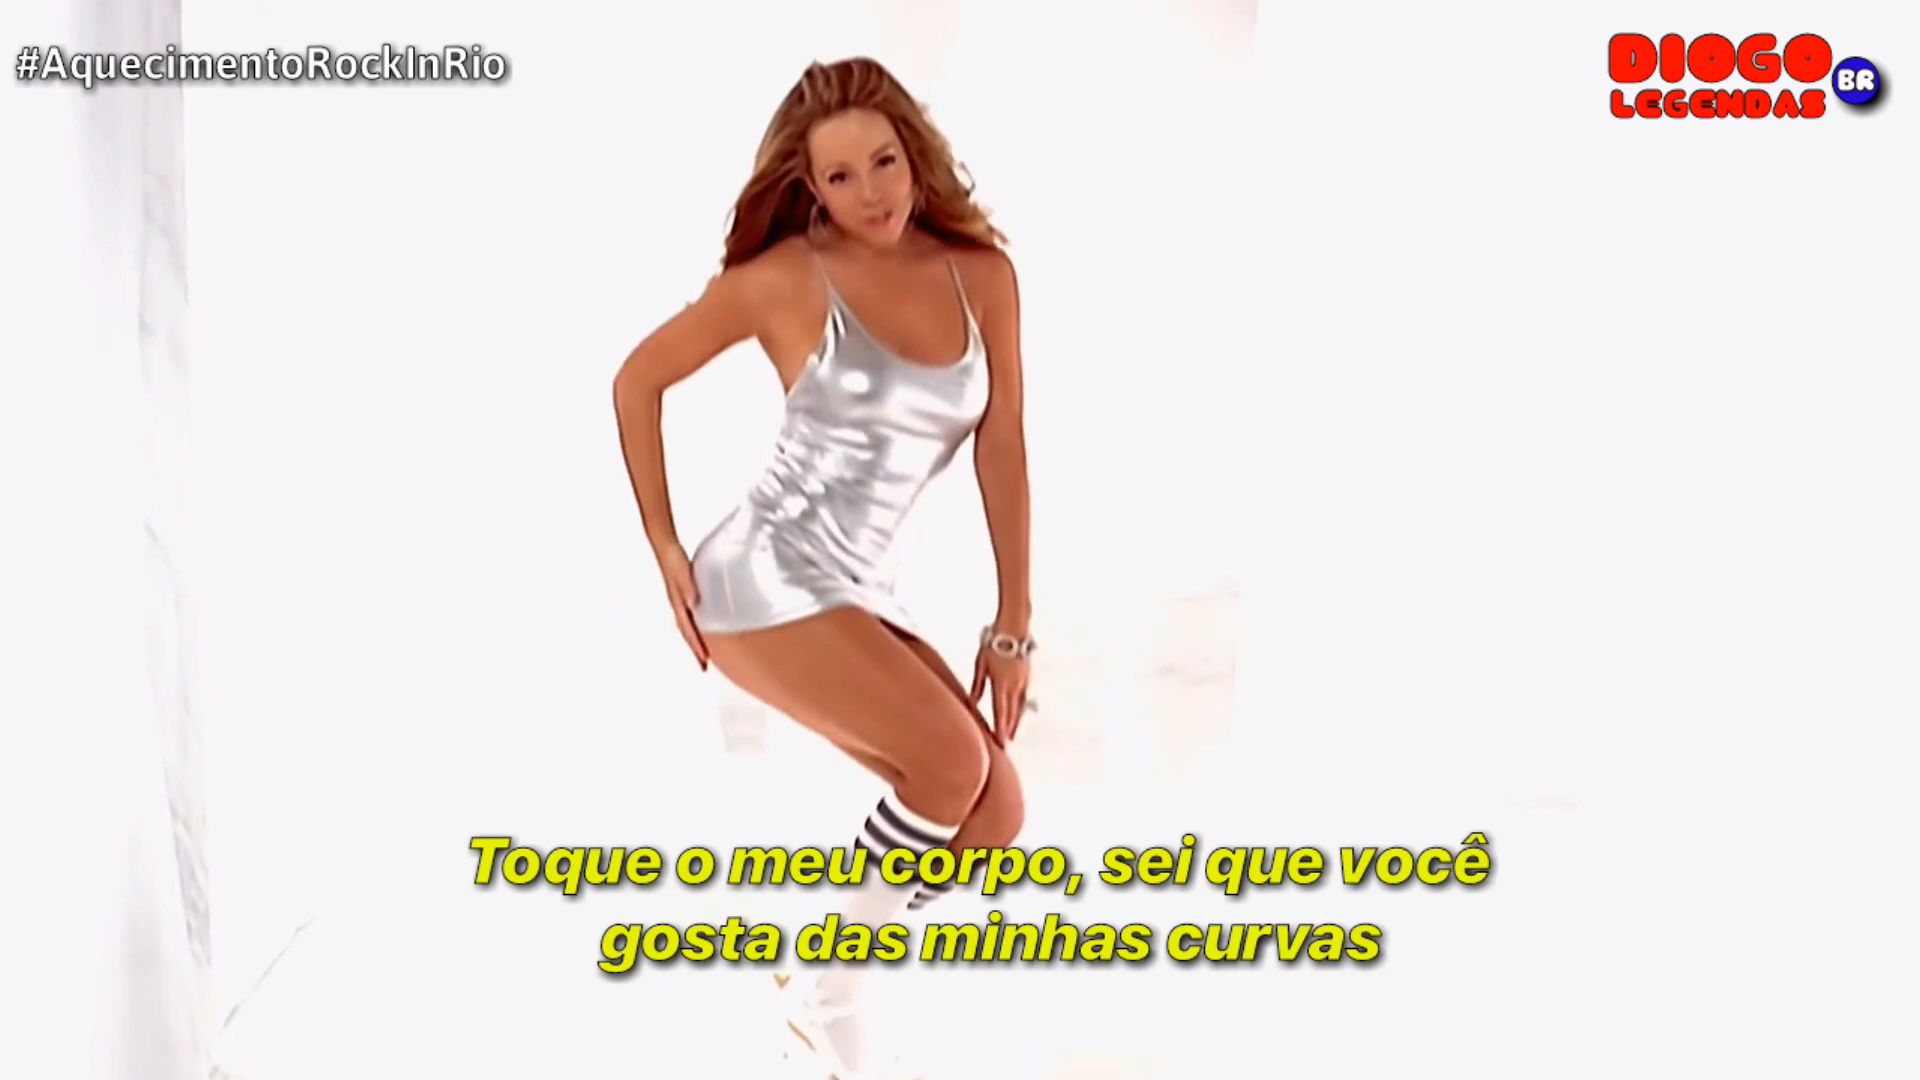 #AquecimentoRockInRio
DIOGO
LEGENDAS
BR
Toque o meu corpo, sei que você
gosta das minhas curvas